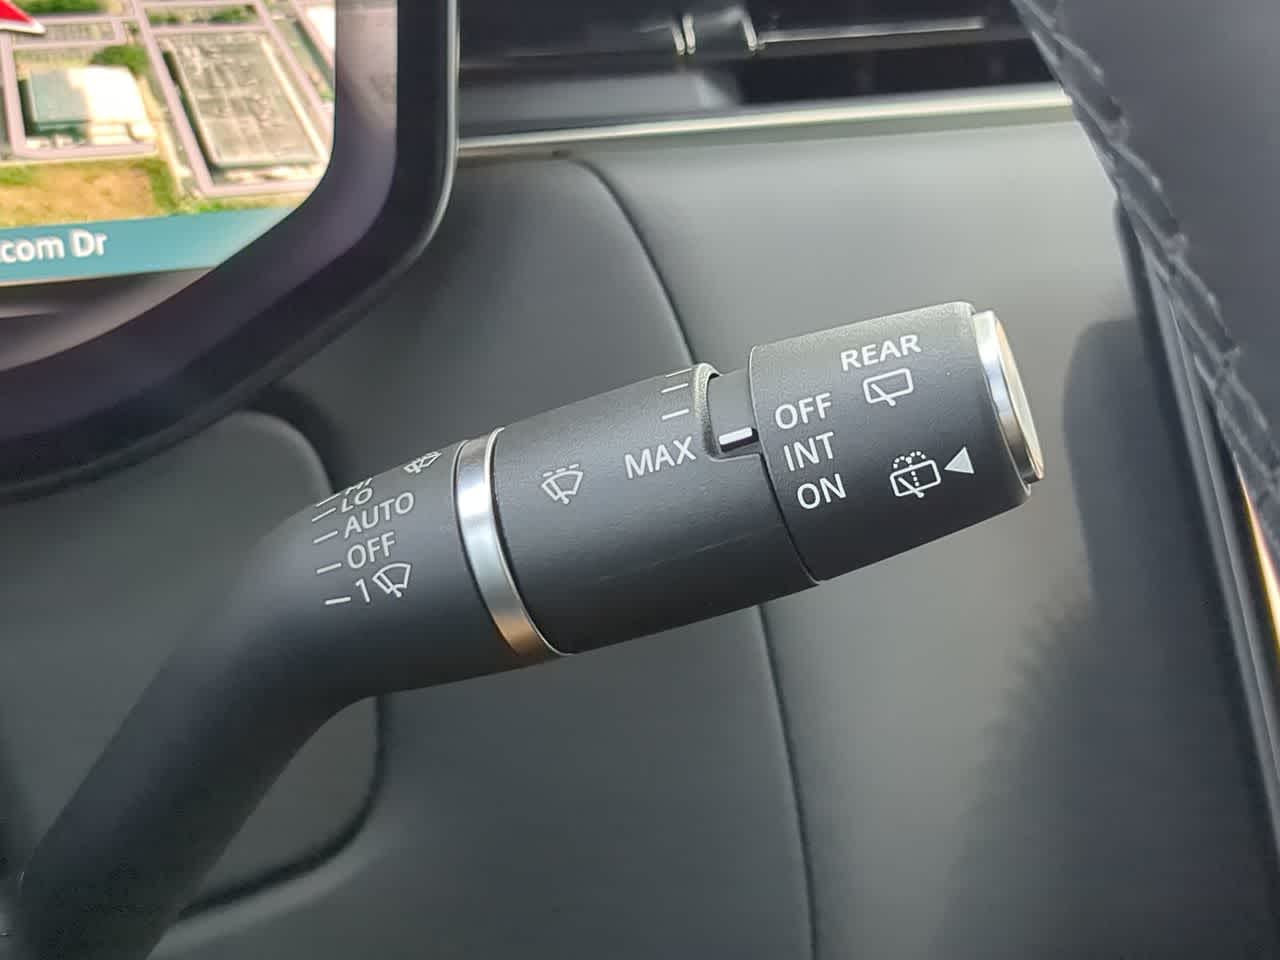 com Dr
REAR
OFF
INT
ON
MAX
LO
AUTO
OFF
1